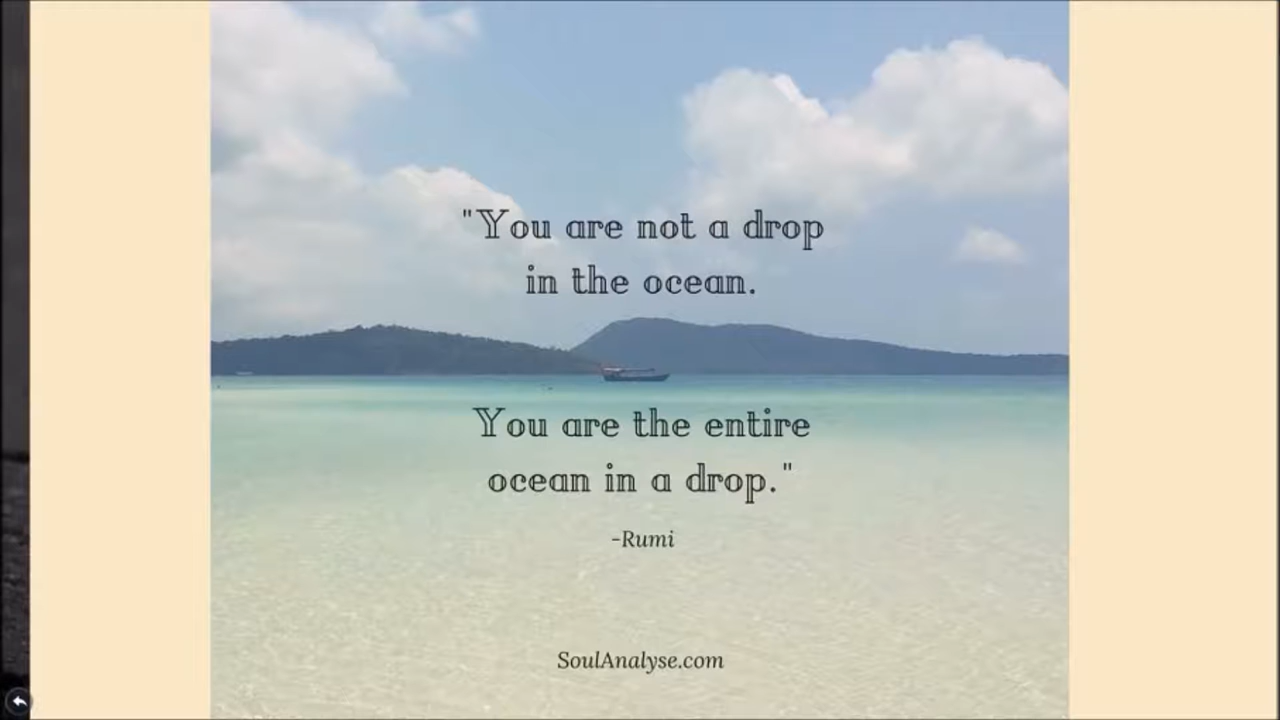 "You are not a drop
in the ocean.
You are the entire
ocean in a drop."
-Rumi
SoulAnalyse.com